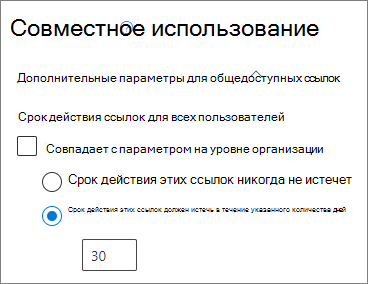 Совместное использование
Дополнительные параметры для общедоступных ссылок
Срок действия ссылок для всех пользователей
Совпадает с параметром на уровне организации
Срок действия этих ссылок никогда не истечет
Срок действия этих ссылок должен истечь в течение указанного количества дней
30